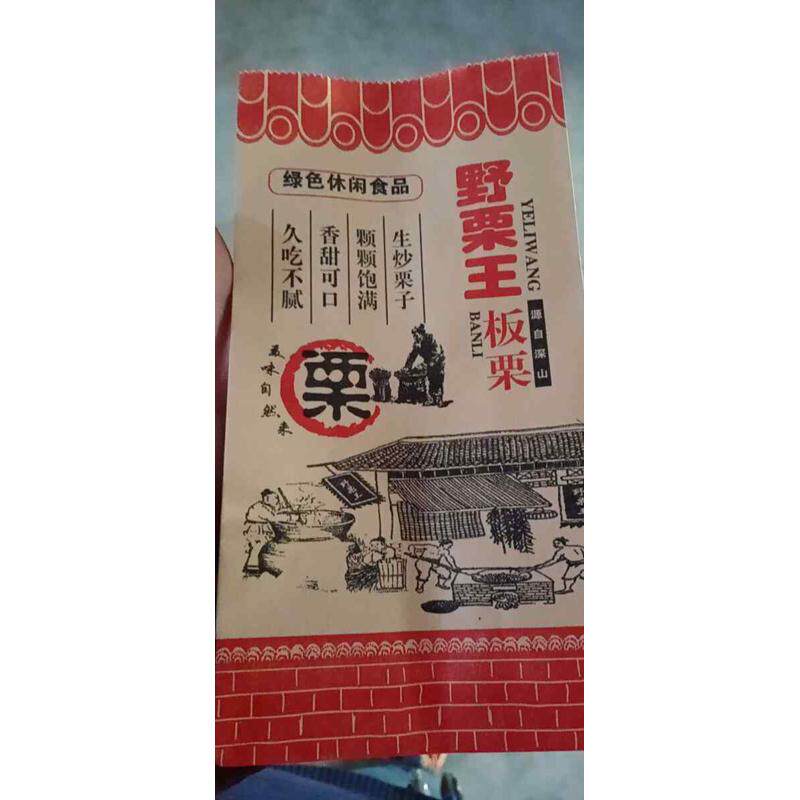 绿色休闲食品
野栗王
YELIWANG
板栗
BANLI
源自深山
生炒栗子
颗颗饱满
香甜可口
久吃不腻
栗
美味自然来